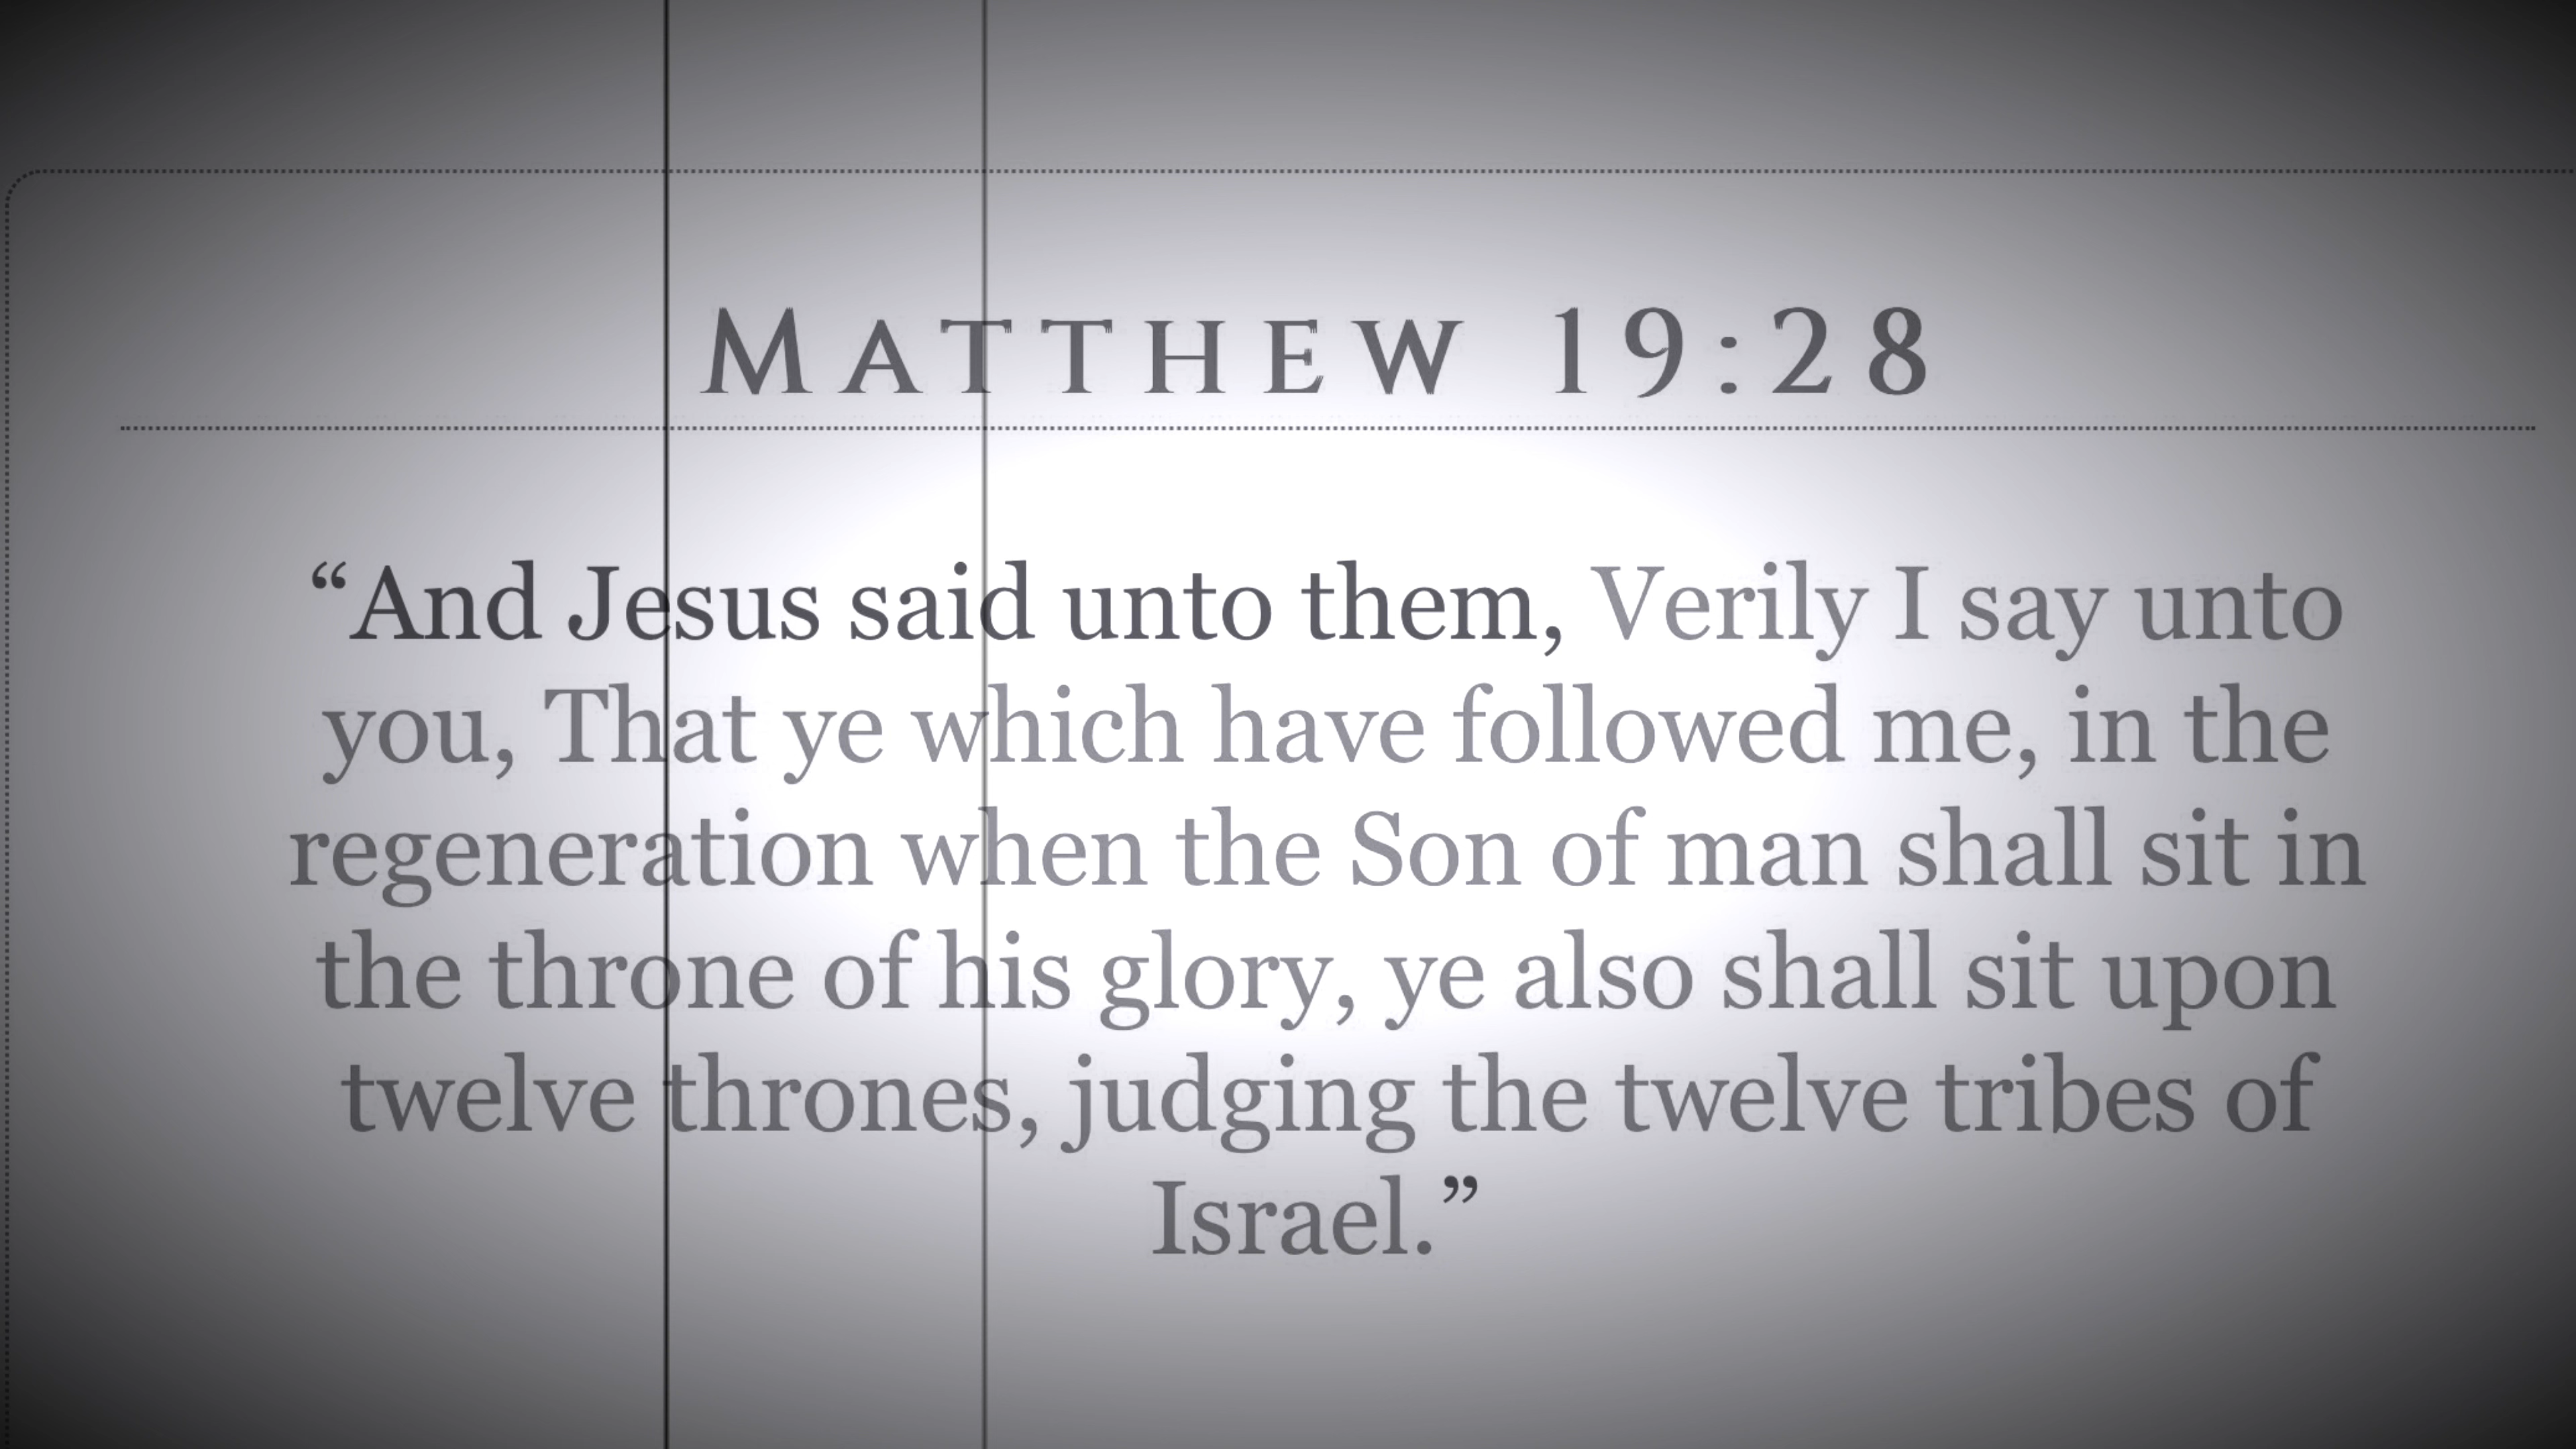 MATTHEW 19:28
“And Jesus said unto them, Verily I say unto
you, That ye which have followed me, in the
regeneration when the Son of man shall sit in
the throne of his glory, ye also shall sit upon
twelve thrones, judging the twelve tribes of
Israel.”